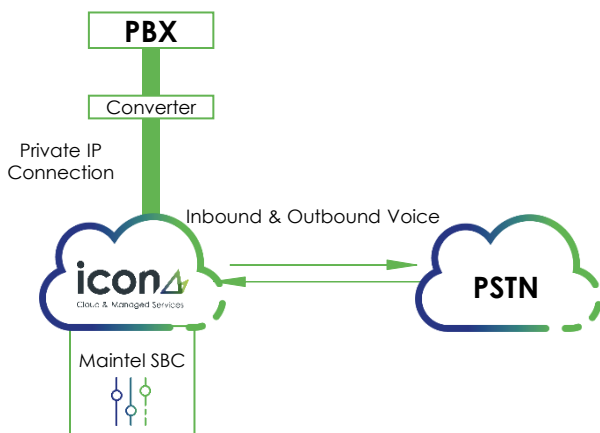 PBX
Converter
Private IP
Connection
Inbound & Outbound Voice
icon
Cloud & Managed Services
PSTN
Maintel SBC